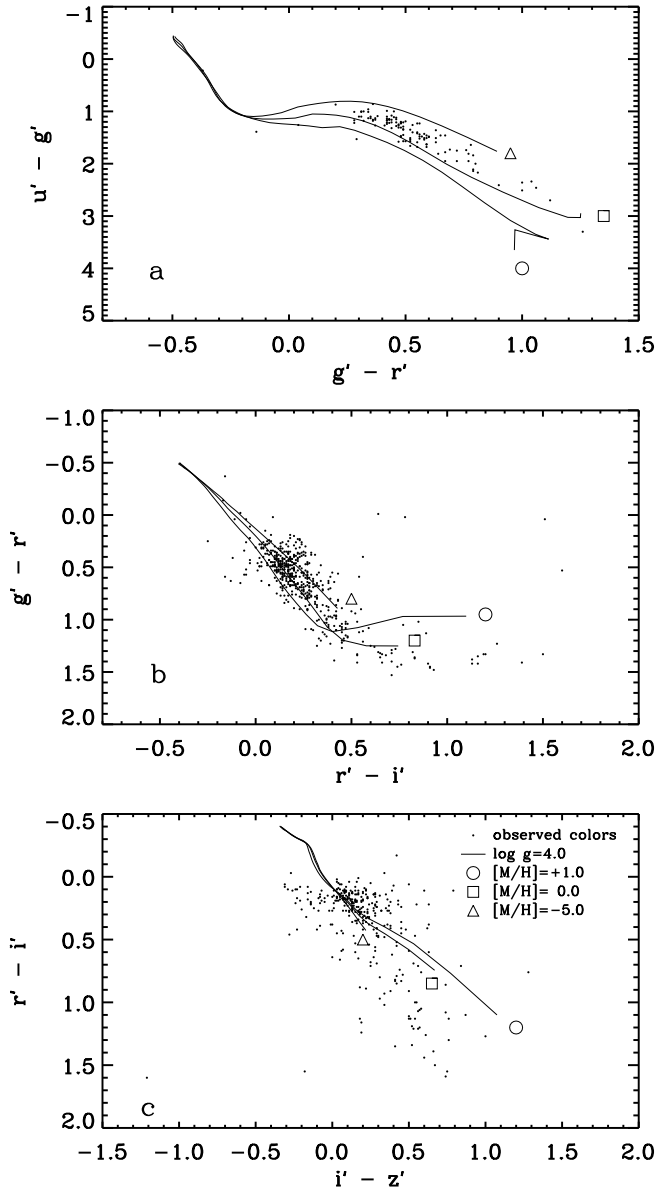 −1
0
1
2
3
4
5
u′ − g′
a
−0.5 0.0 0.5 1.0 1.5
g′ − r′
−1.0
−0.5
0.0
0.5
1.0
1.5
2.0
g′ − r′
b
−0.5 0.0 0.5 1.0 1.5 2.0
r′ − i′
−0.5
0.0
0.5
1.0
1.5
2.0
r′ − i′
observed colors
log g=4.0
[M/H]=+1.0
[M/H]= 0.0
[M/H]=−5.0
c
−1.5 −1.0 −0.5 0.0 0.5 1.0 1.5 2.0
i′ − z′